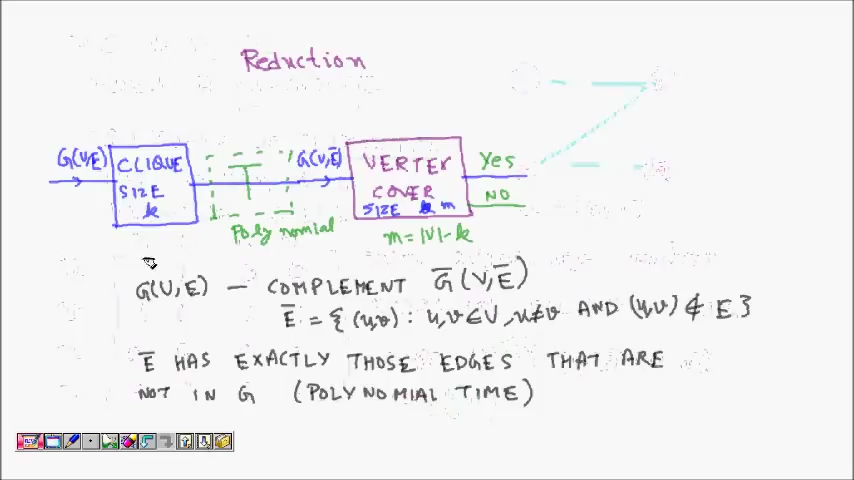 Reduction
G(V,E)
CLIQUE
SIZE
k
T
Polynomial
G(V,E̅)
VERTEX
COVER
SIZE m
m = |V| - k
Yes
NO
G(V,E) — COMPLEMENT G̅(V,E̅)
E̅ = { (u,v) : u,v ∈ V, u ≠ v AND (u,v) ∉ E }
E̅ HAS EXACTLY THOSE EDGES THAT ARE
NOT IN G (POLYNOMIAL TIME)